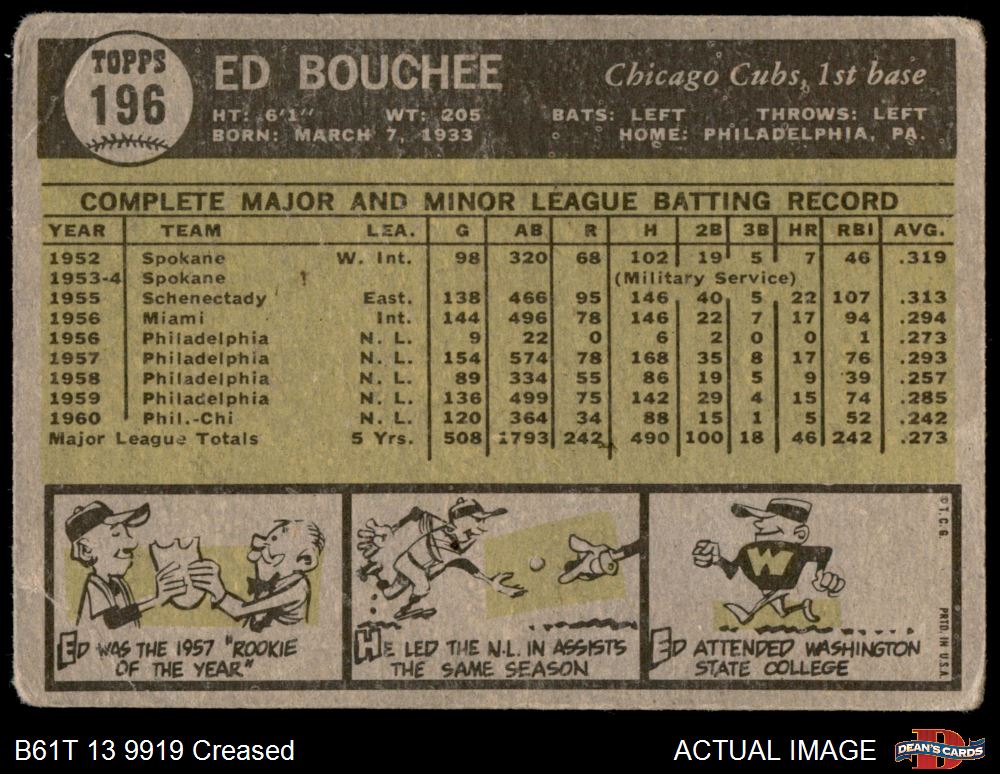 TOPPS
196
ED BOUCHEE Chicago Cubs, 1st base
HT: 6'1" WT: 205 BATS: LEFT THROWS: LEFT
BORN: MARCH 7, 1933 HOME: PHILADELPHIA, PA.
COMPLETE MAJOR AND MINOR LEAGUE BATTING RECORD
YEAR TEAM LEA. G AB R H 2B 3B HR RBI AVG.
1952 Spokane W. Int. 98 320 68 102 19 5 7 46 .319
1953-4 Spokane (Military Service)
1955 Schenectady East. 138 466 95 146 40 5 22 107 .313
1956 Miami Int. 144 496 78 146 22 7 17 94 .294
1956 Philadelphia N. L. 9 22 0 6 2 0 0 1 .273
1957 Philadelphia N. L. 154 574 78 168 35 8 17 76 .293
1958 Philadelphia N. L. 89 334 55 86 19 5 9 39 .257
1959 Philadelphia N. L. 136 499 75 142 29 4 15 74 .285
1960 Phil.-Chi N. L. 120 364 34 88 15 1 5 52 .242
Major League Totals 5 Yrs. 508 1793 242 490 100 18 46 242 .273
ED WAS THE 1957 "ROOKIE
OF THE YEAR"
HE LED THE N.L. IN ASSISTS
THE SAME SEASON
W
ED ATTENDED WASHINGTON
STATE COLLEGE
© T. C. G.
PRTD. IN U.S.A.
B61T 13 9919 Creased
ACTUAL IMAGE
D
DEAN'S CARDS